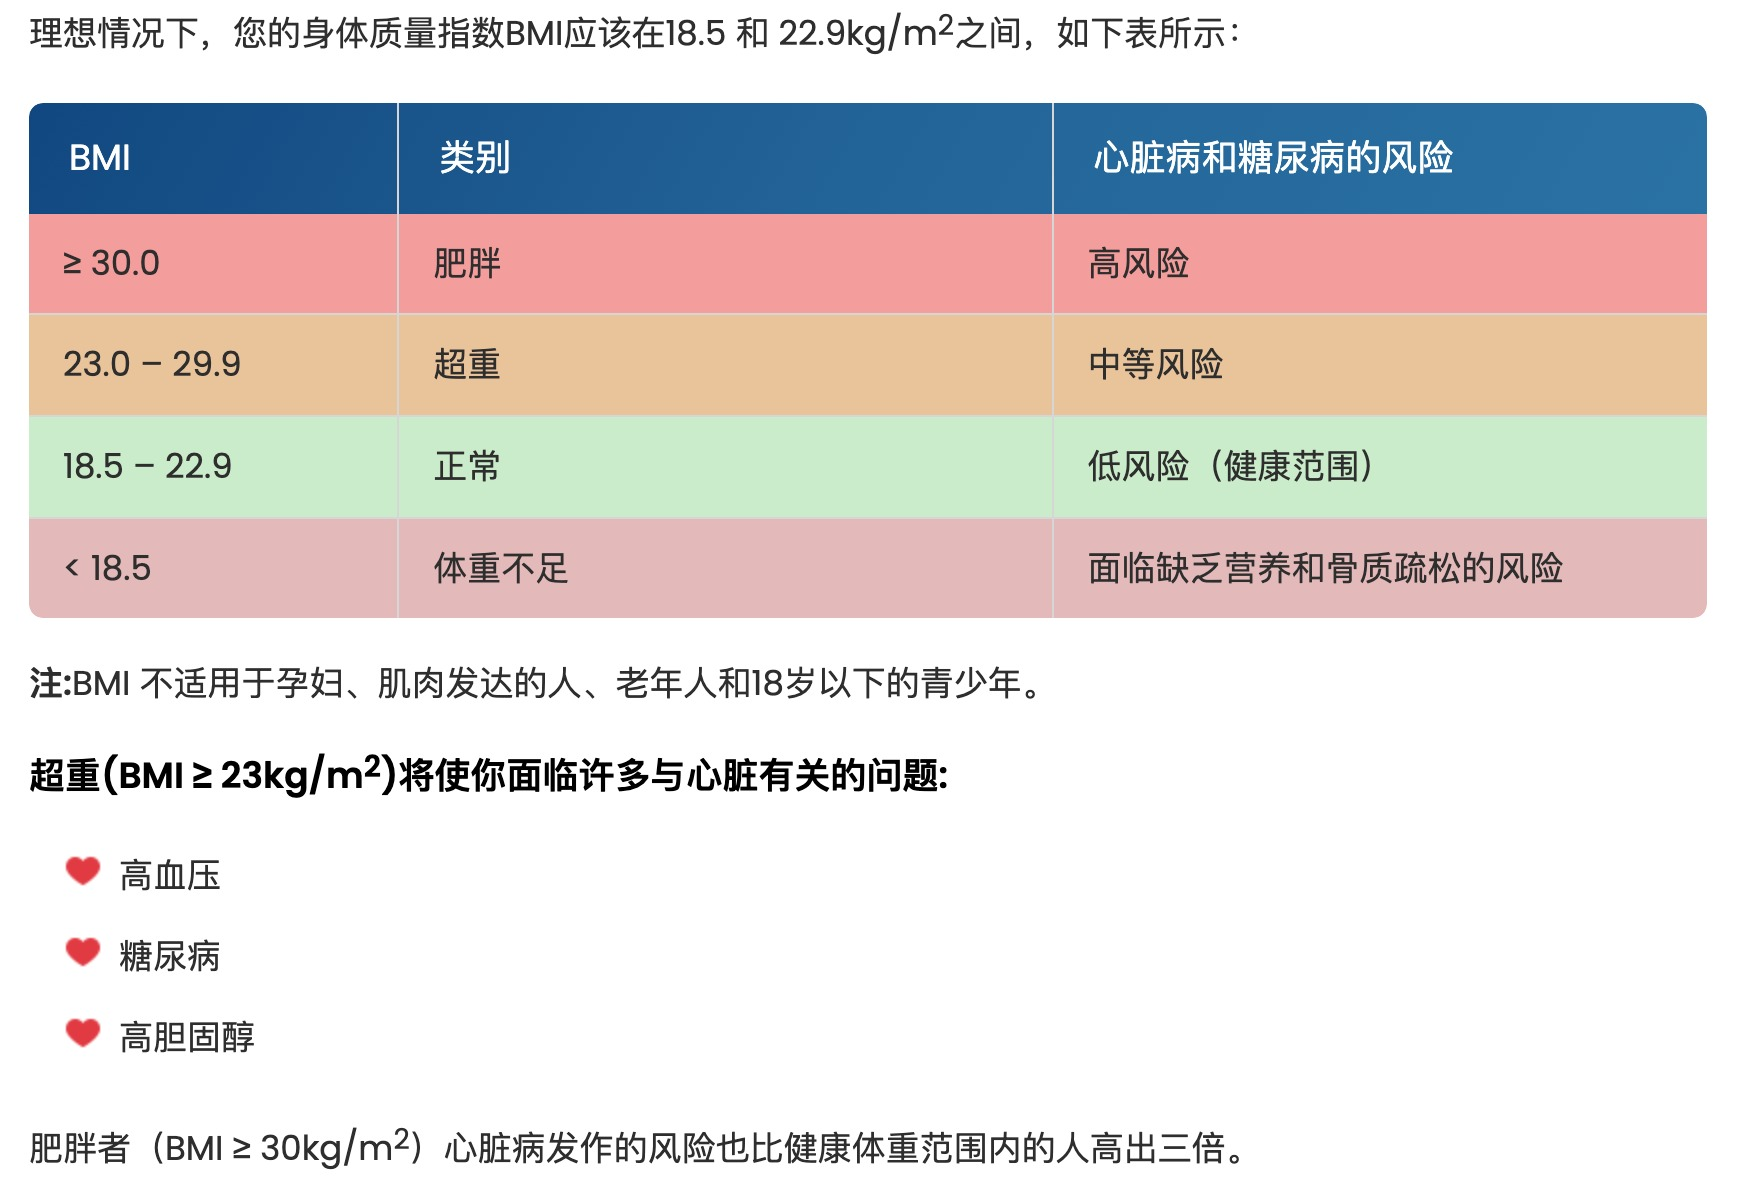 理想情况下，您的身体质量指数BMI应该在18.5 和 22.9kg/m²之间，如下表所示：
BMI 类别 心脏病和糖尿病的风险
≥ 30.0 肥胖 高风险
23.0 – 29.9 超重 中等风险
18.5 – 22.9 正常 低风险（健康范围）
< 18.5 体重不足 面临缺乏营养和骨质疏松的风险
注:BMI 不适用于孕妇、肌肉发达的人、老年人和18岁以下的青少年。
超重(BMI ≥ 23kg/m²)将使你面临许多与心脏有关的问题:
高血压
糖尿病
高胆固醇
肥胖者（BMI ≥ 30kg/m²）心脏病发作的风险也比健康体重范围内的人高出三倍。